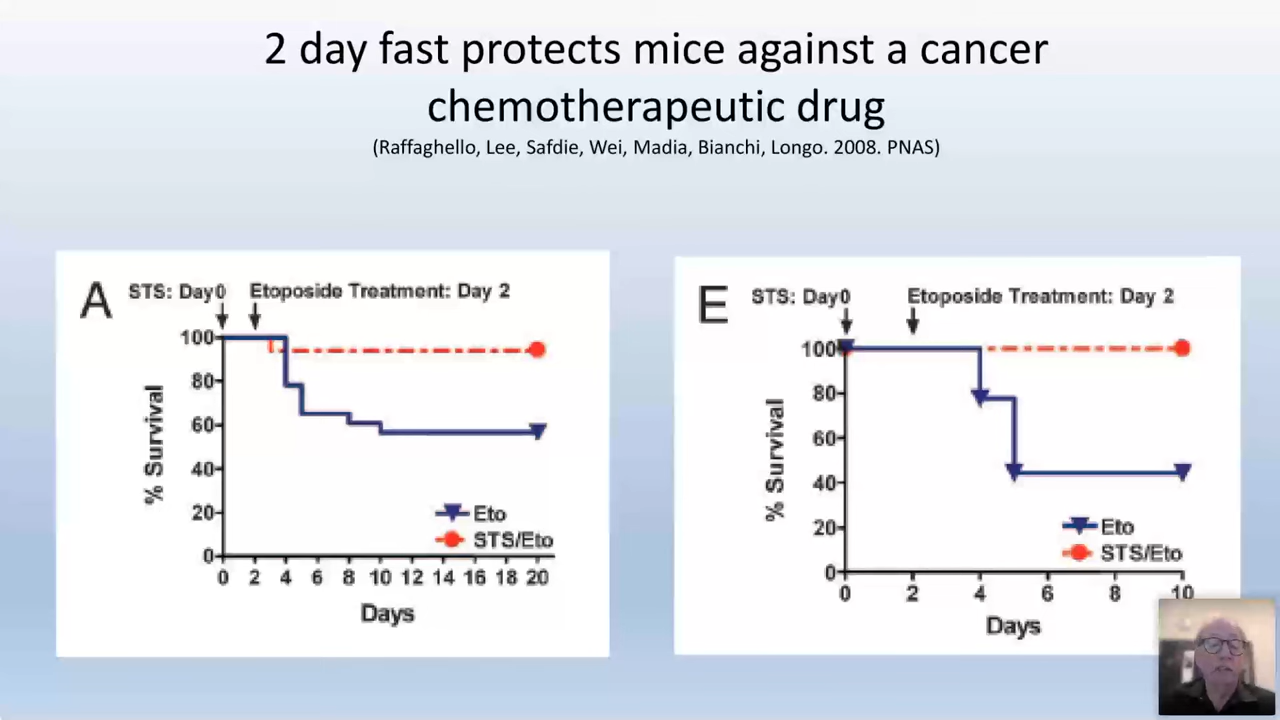 2 day fast protects mice against a cancer
chemotherapeutic drug
(Raffaghello, Lee, Safdie, Wei, Madia, Bianchi, Longo. 2008. PNAS)
A
STS: Day0 Etoposide Treatment: Day 2
100
80
60
40
20
0
% Survival
Eto
STS/Eto
0 2 4 6 8 10 12 14 16 18 20
Days
E
STS: Day0 Etoposide Treatment: Day 2
100
80
60
40
20
0
% Survival
Eto
STS/Eto
0 2 4 6 8 10
Days